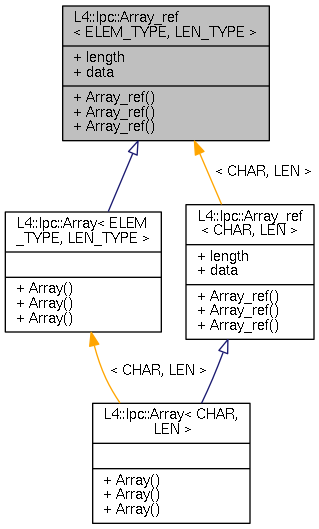 L4::Ipc::Array_ref
< ELEM_TYPE, LEN_TYPE >
+ length
+ data
+ Array_ref()
+ Array_ref()
+ Array_ref()
< CHAR, LEN >
L4::Ipc::Array< ELEM
_TYPE, LEN_TYPE >
+ Array()
+ Array()
+ Array()
L4::Ipc::Array_ref
< CHAR, LEN >
+ length
+ data
+ Array_ref()
+ Array_ref()
+ Array_ref()
< CHAR, LEN >
L4::Ipc::Array< CHAR,
LEN >
+ Array()
+ Array()
+ Array()